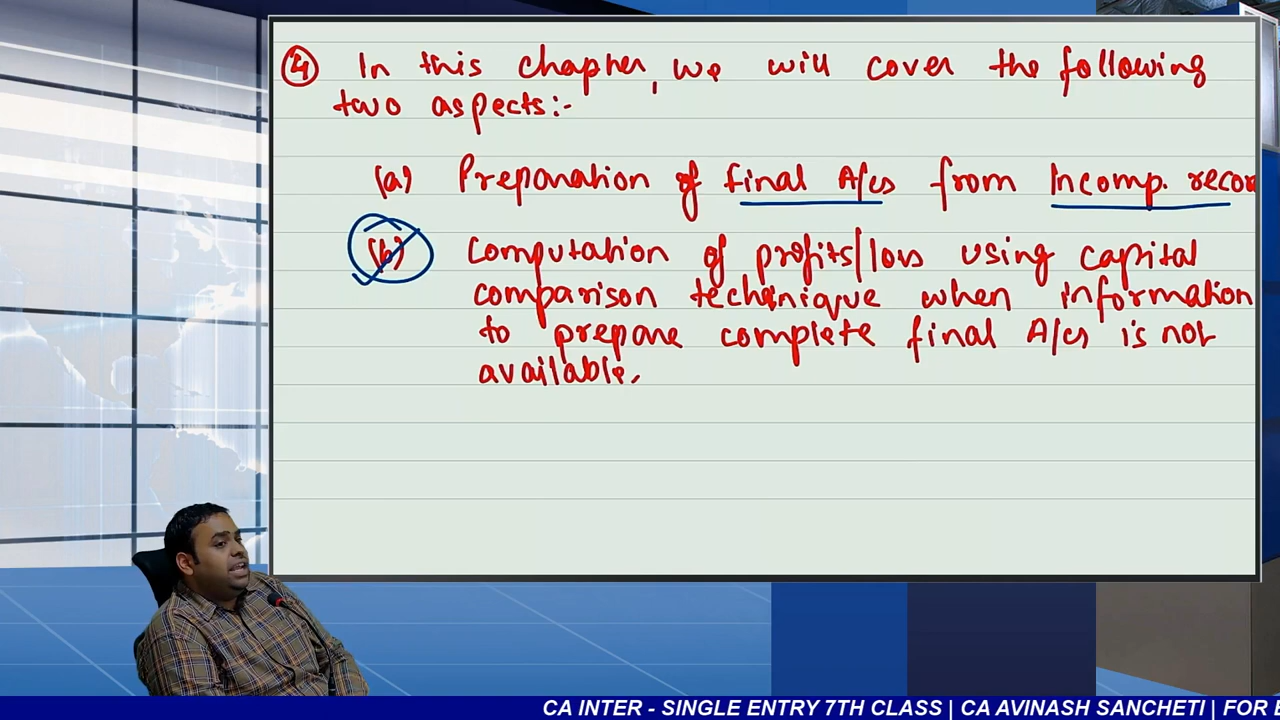 ④ In this chapter, we will cover the following
two aspects:-
(a) Preparation of final A/cs from Incomp. recor
(b) Computation of profits/loss using capital
comparison technique when information
to prepare complete final A/cs is not
available.
CA INTER - SINGLE ENTRY 7TH CLASS | CA AVINASH SANCHETI | FOR E